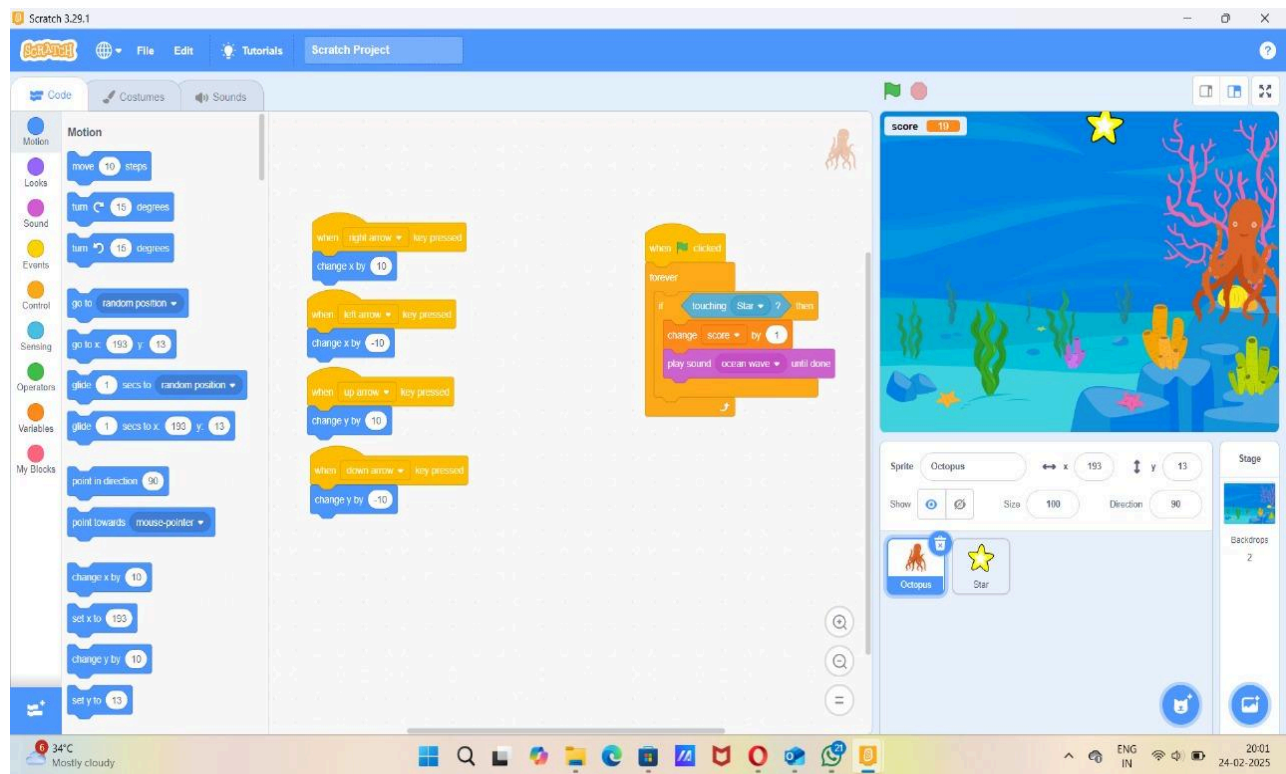 Scratch 3.29.1
SCRATCH File Edit Tutorials Scratch Project ?
Code Costumes Sounds
Motion
Looks
Sound
Events
Control
Sensing
Operators
Variables
My Blocks
Motion
move 10 steps
turn 15 degrees
turn 15 degrees
go to random position
go to x: 193 y: 13
glide 1 secs to random position
glide 1 secs to x: 193 y: 13
point in direction 90
point towards mouse-pointer
change x by 10
set x to 193
change y by 10
set y to 13
when right arrow key pressed
change x by 10
when left arrow key pressed
change x by -10
when up arrow key pressed
change y by 10
when down arrow key pressed
change y by -10
when clicked
forever
if touching Star ? then
change score by 1
play sound ocean wave until done
score 19
Sprite Octopus x 193 y 13
Show Size 100 Direction 90
Octopus
Star
Stage
Backdrops
2
6
34°C
Mostly cloudy
21
ENG
IN
20:01
24-02-2025